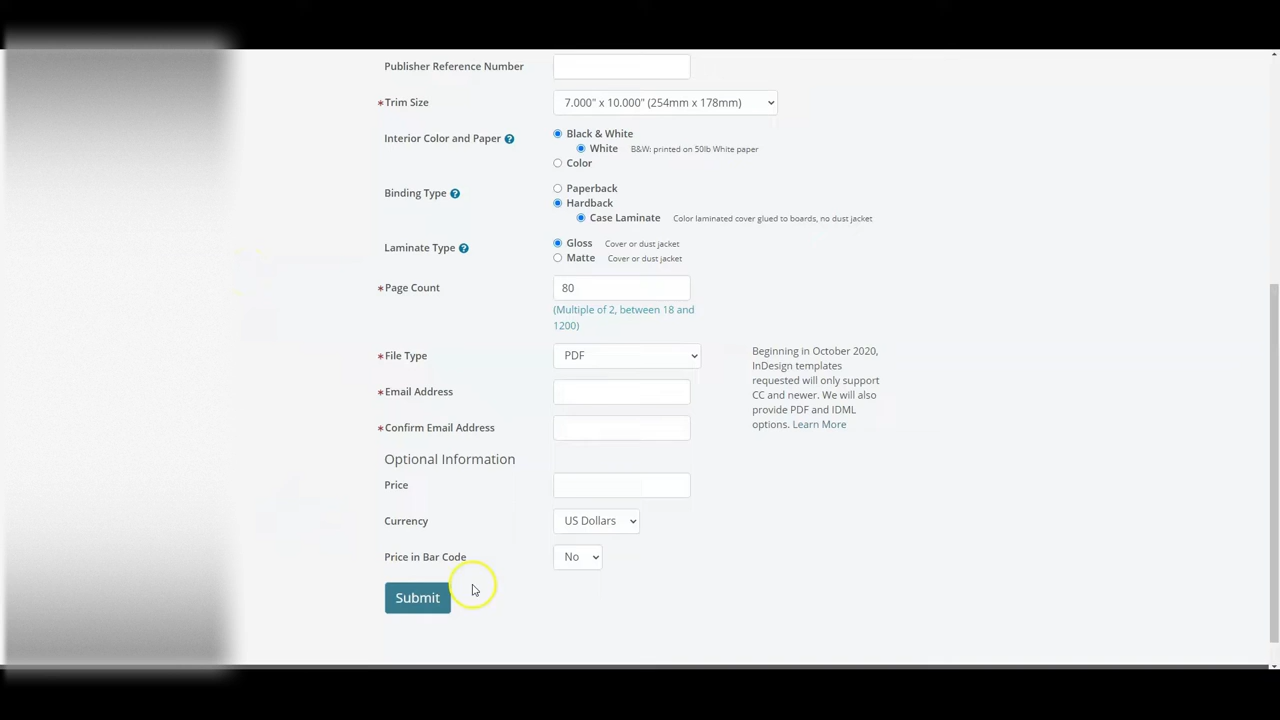 Publisher Reference Number
*Trim Size 7.000" x 10.000" (254mm x 178mm)
Interior Color and Paper ? Black & White
White B&W: printed on 50lb White paper
Color
Binding Type ? Paperback
Hardback
Case Laminate Color laminated cover glued to boards, no dust jacket
Laminate Type ? Gloss Cover or dust jacket
Matte Cover or dust jacket
*Page Count 80
(Multiple of 2, between 18 and
1200)
*File Type PDF
Beginning in October 2020,
InDesign templates
requested will only support
CC and newer. We will also
provide PDF and IDML
options. Learn More
*Email Address
*Confirm Email Address
Optional Information
Price
Currency US Dollars
Price in Bar Code No
Submit